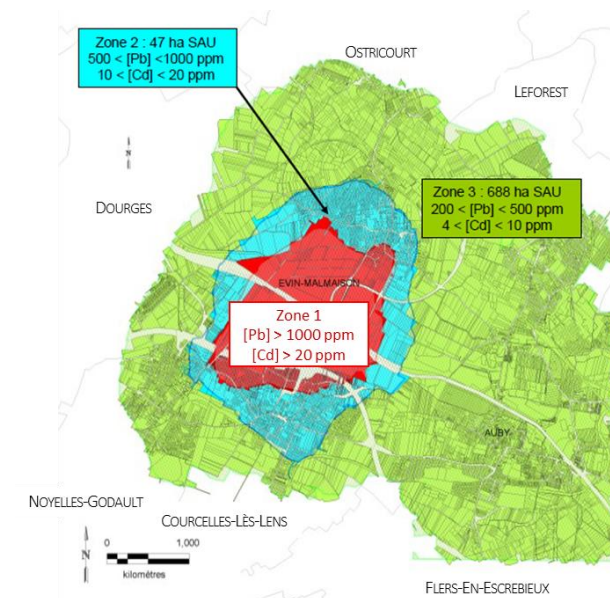 Zone 2 : 47 ha SAU
500 < [Pb] <1000 ppm
10 < [Cd] < 20 ppm
OSTRICOURT
LEFOREST
N
DOURGES
Zone 3 : 688 ha SAU
200 < [Pb] < 500 ppm
4 < [Cd] < 10 ppm
EVIN-MALMAISON
Zone 1
[Pb] > 1000 ppm
[Cd] > 20 ppm
AUBY
NOYELLES-GODAULT
COURCELLES-LÈS-LENS
N
0 1,000
kilométres
FLERS-EN-ESCREBIEUX